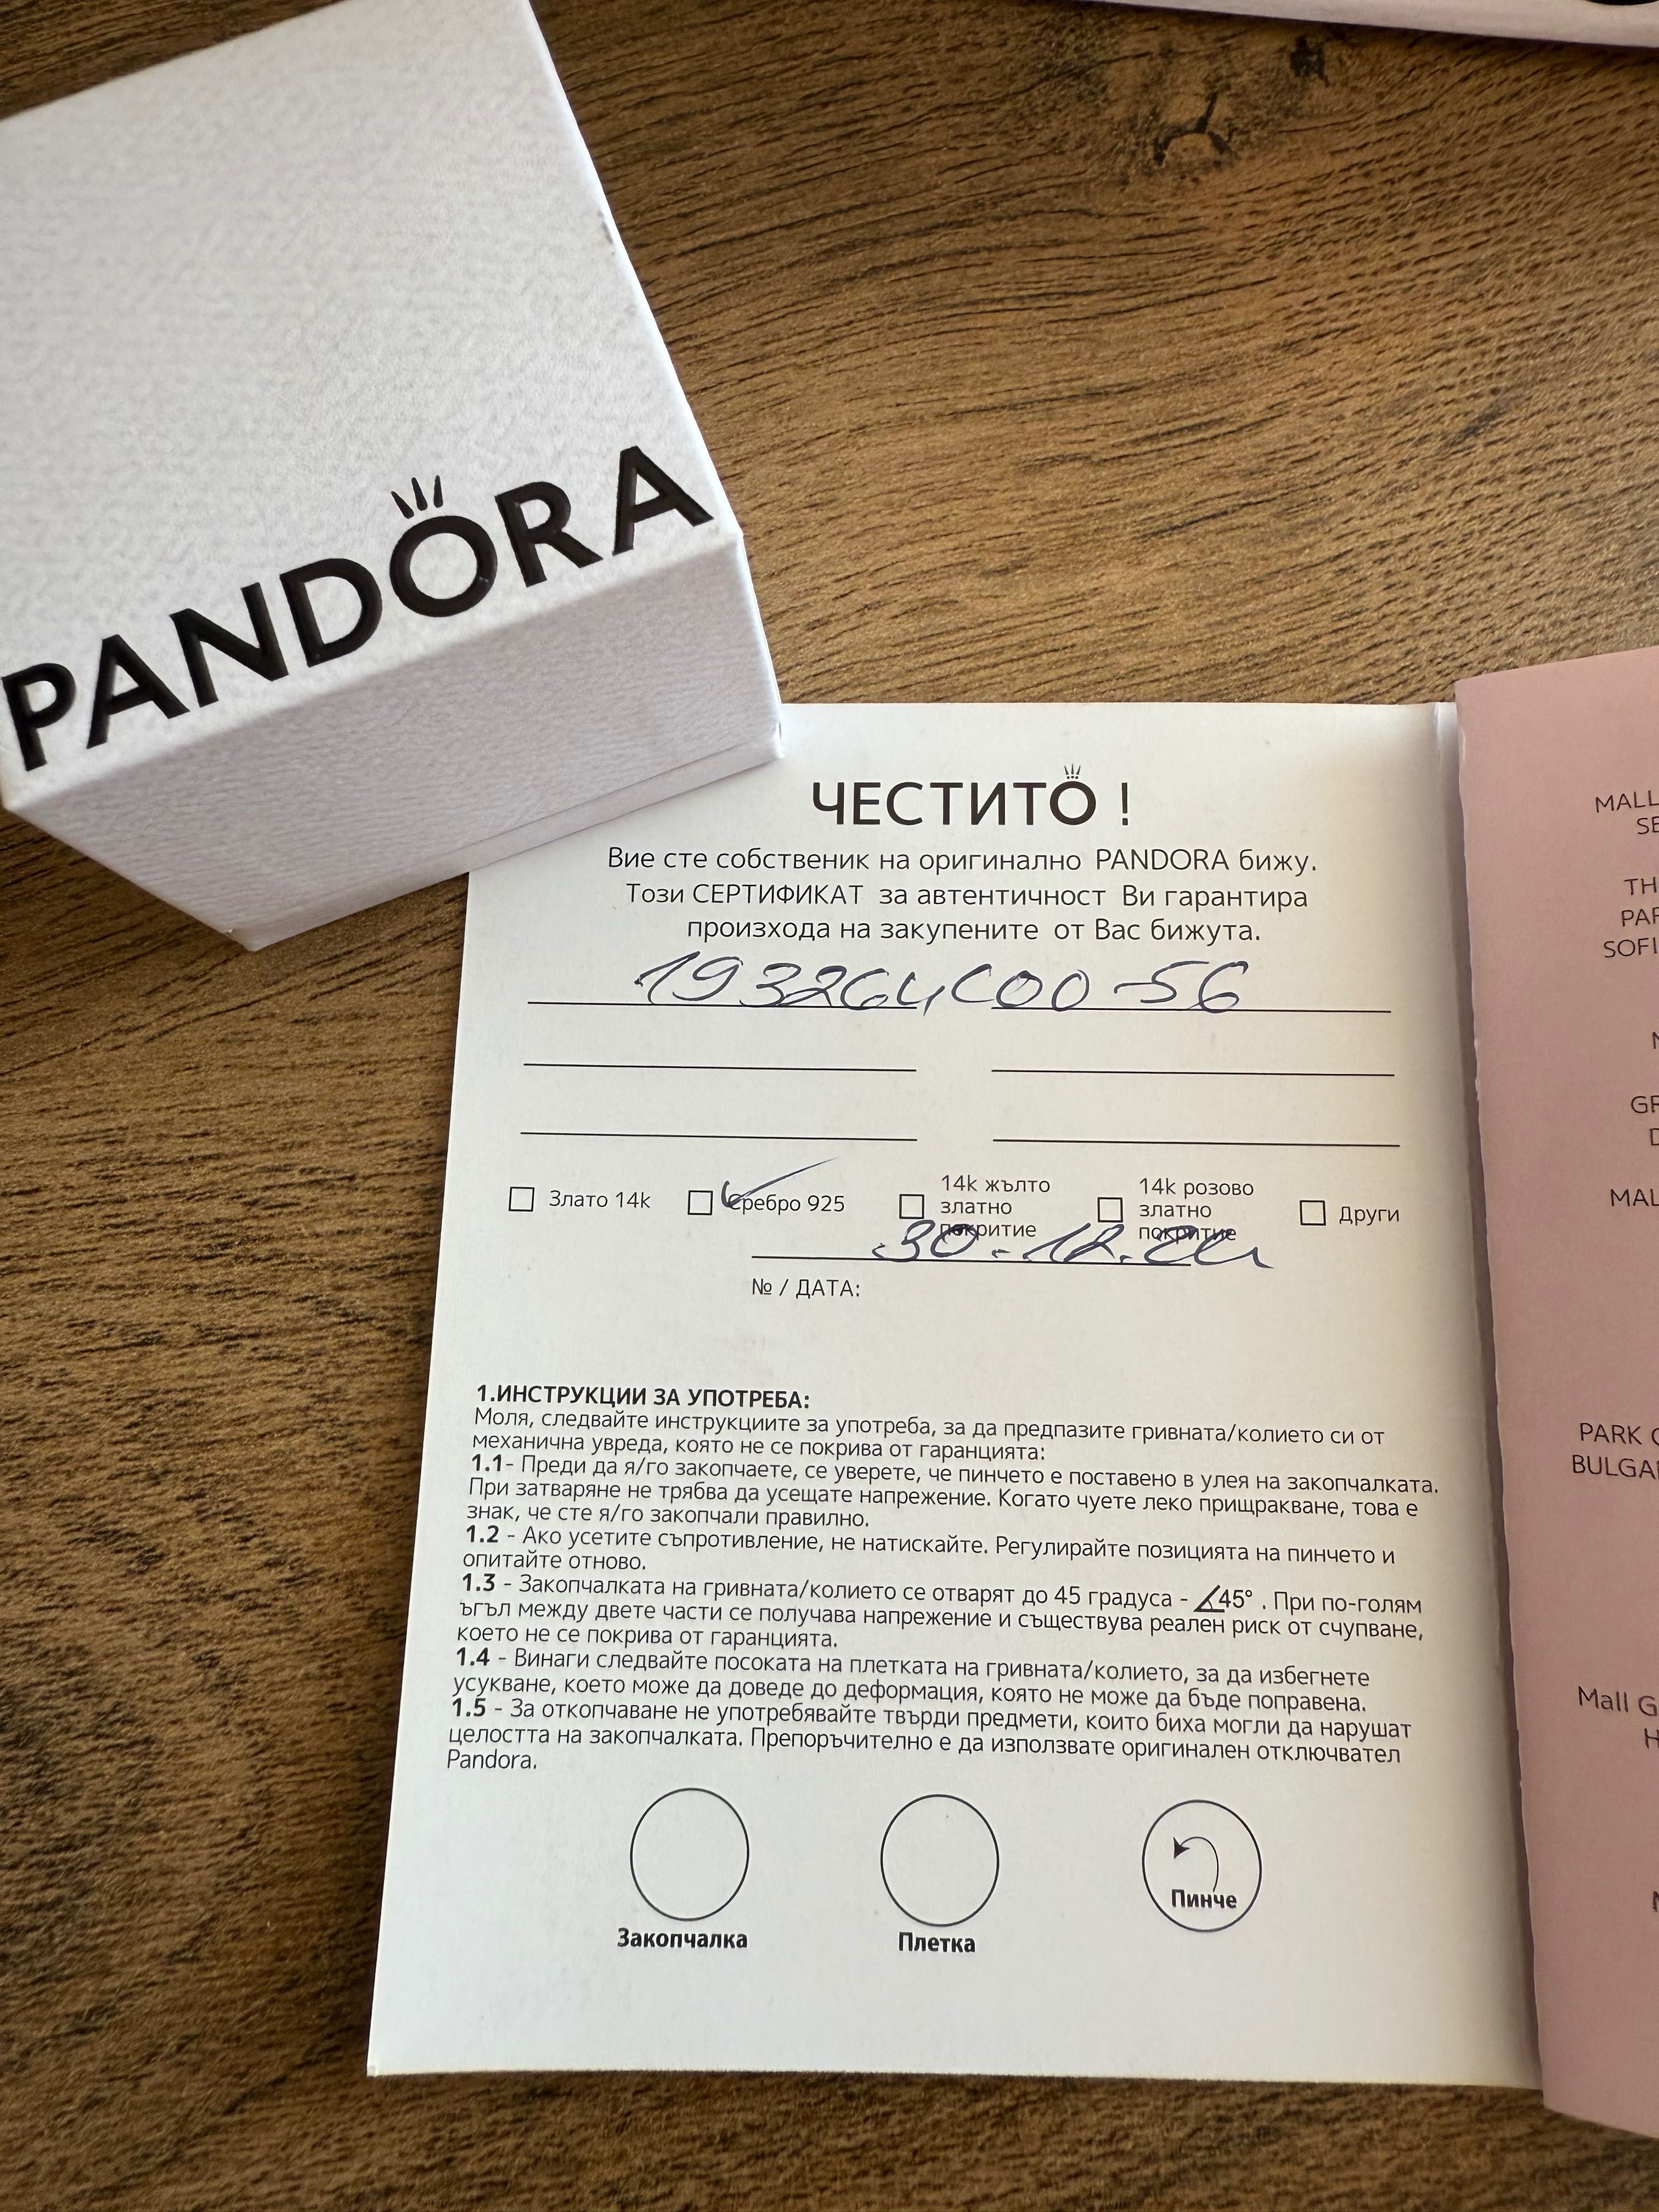 PANDORA
ЧЕСТИТО !
Вие сте собственик на оригинално PANDORA бижу.
Този СЕРТИФИКАТ за автентичност Ви гарантира
произхода на закупените от Вас бижута.
193264C00-56
Злато 14k
Сребро 925
14k жълто
златно
покритие
14k розово
златно
покритие
Други
30.12.24
№ / ДАТА:
1.ИНСТРУКЦИИ ЗА УПОТРЕБА:
Моля, следвайте инструкциите за употреба, за да предпазите гривната/колието си от
механична увреда, която не се покрива от гаранцията:
1.1- Преди да я/го закопчаете, се уверете, че пинчето е поставено в улея на закопчалката.
При затваряне не трябва да усещате напрежение. Когато чуете леко прищракване, това е
знак, че сте я/го закопчали правилно.
1.2 - Ако усетите съпротивление, не натискайте. Регулирайте позицията на пинчето и
опитайте отново.
1.3 - Закопчалката на гривната/колието се отварят до 45 градуса - ∠45° . При по-голям
ъгъл между двете части се получава напрежение и съществува реален риск от счупване,
което не се покрива от гаранцията.
1.4 - Винаги следвайте посоката на плетката на гривната/колието, за да избегнете
усукване, което може да доведе до деформация, която не може да бъде поправена.
1.5 - За откопчаване не употребявайте твърди предмети, които биха могли да нарушат
целостта на закопчалката. Препоръчително е да използвате оригинален отключвател
Pandora.
Закопчалка
Плетка
Пинче
MALL
PARK
Mall